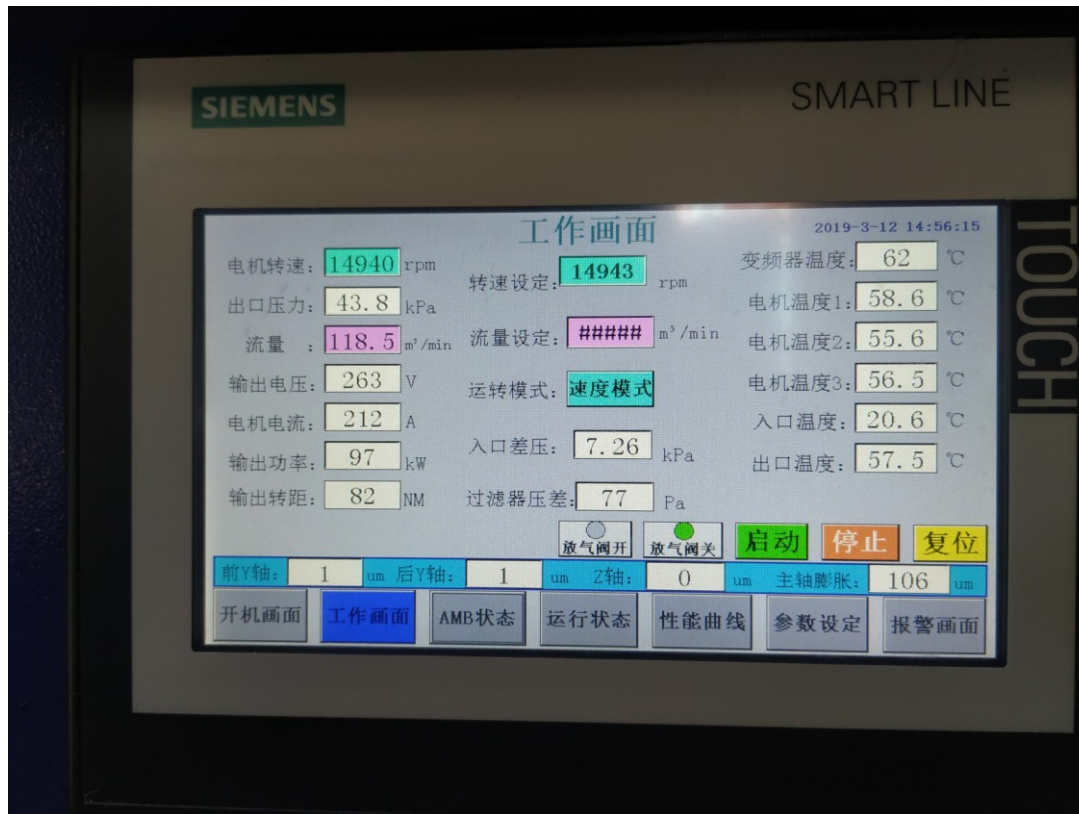 SIEMENS
SMART LINE
TOUCH
工作画面
2019-3-12 14:56:15
电机转速: 14940 rpm
转速设定: 14943 rpm
变频器温度: 62 ℃
出口压力: 43.8 kPa
流量设定: ##### m³/min
电机温度1: 58.6 ℃
流量 : 118.5 m³/min
运转模式: 速度模式
电机温度2: 55.6 ℃
输出电压: 263 V
入口差压: 7.26 kPa
电机温度3: 56.5 ℃
电机电流: 212 A
过滤器压差: 77 Pa
入口温度: 20.6 ℃
输出功率: 97 kW
出口温度: 57.5 ℃
输出转距: 82 NM
放气阀开 放气阀关 启动 停止 复位
前Y轴: 1 um 后Y轴: 1 um Z轴: 0 um 主轴膨胀: 106 um
开机画面 工作画面 AMB状态 运行状态 性能曲线 参数设定 报警画面